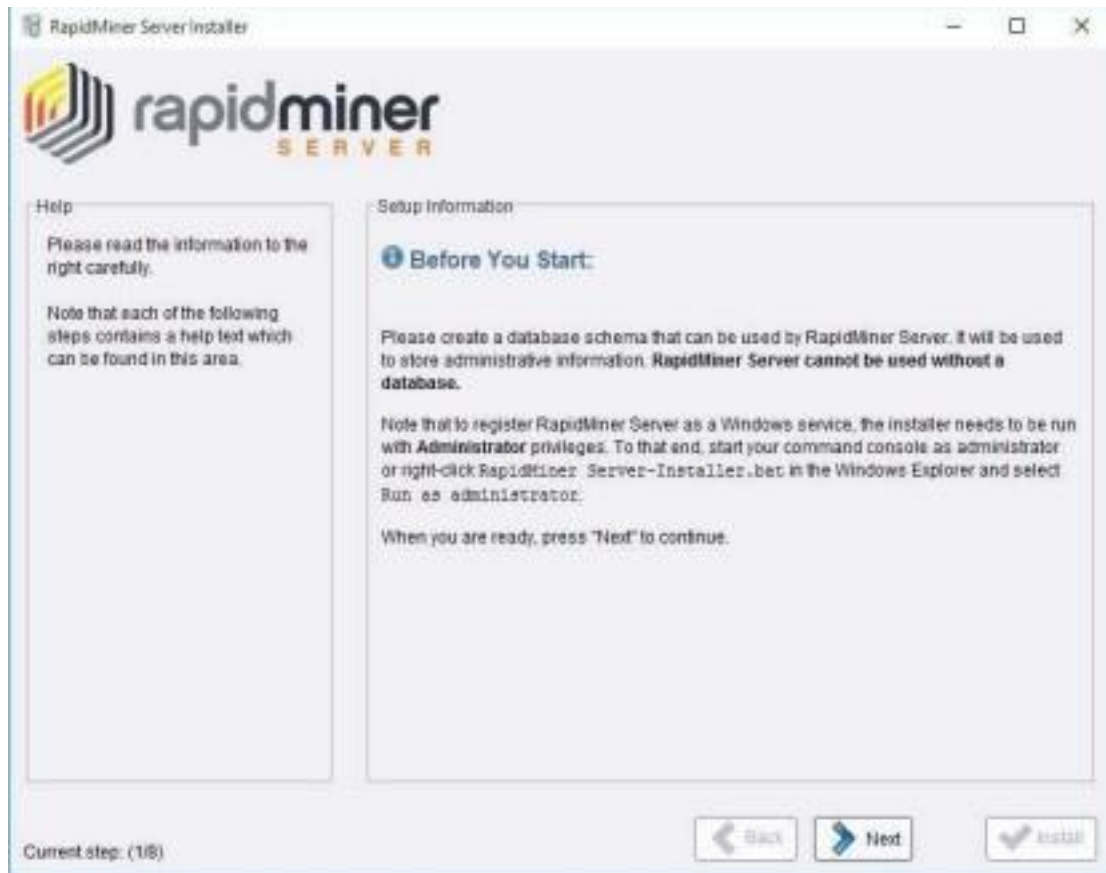 RapidMiner Server Installer
rapidminer
SERVER
Help
Please read the information to the
right carefully.
Note that each of the following
steps contains a help text which
can be found in this area.
Setup Information
Before You Start:
Please create a database schema that can be used by RapidMiner Server. It will be used
to store administrative information. RapidMiner Server cannot be used without a
database.
Note that to register RapidMiner Server as a Windows service, the installer needs to be run
with Administrator privileges. To that end, start your command console as administrator
or right-click RapidMiner Server-Installer.bat in the Windows Explorer and select
Run as administrator.
When you are ready, press "Next" to continue.
Current step: (1/8)
Back
Next
Install